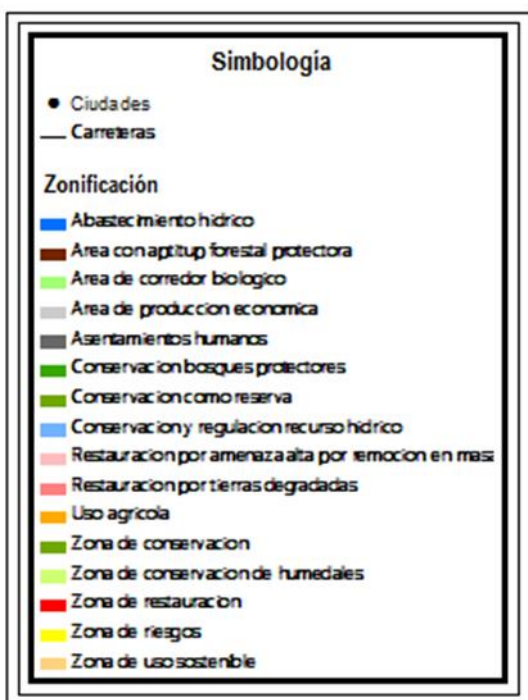 Simbología
Ciudades
Carreteras
Zonificación
Abastecimiento hidrico
Area con aptitup forestal protectora
Area de corredor biologico
Area de produccion economica
Asentamientos humanos
Conservacion bosques protectores
Conservacion como reserva
Conservacion y regulacion recurso hidrico
Restauracion por amenaza alta por remocion en masa
Restauracion por tierras degradadas
Uso agricola
Zona de conservacion
Zona de conservacion de humedales
Zona de restauracion
Zona de riesgos
Zona de uso sostenible